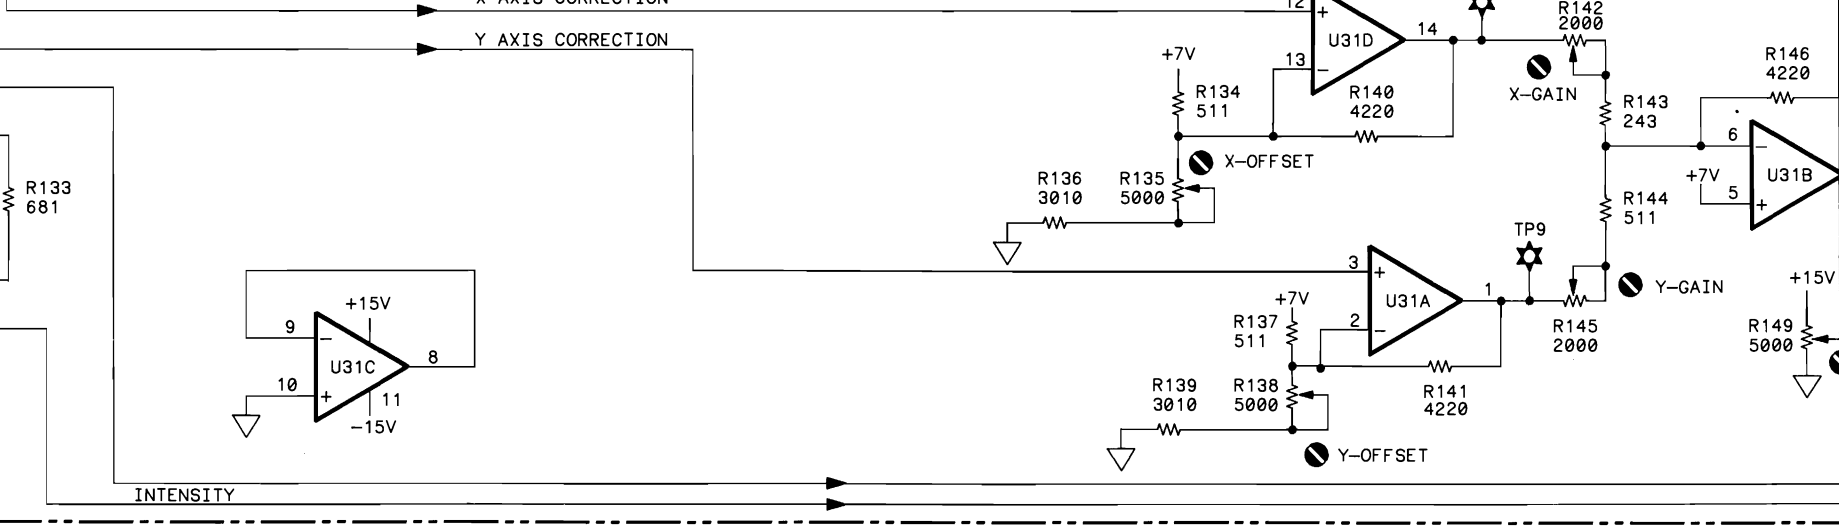 X AXIS CORRECTION
Y AXIS CORRECTION
12
+
U31D
14
13
−
R142
2000
X-GAIN
+7V
R134
511
R140
4220
X-OFFSET
R136
3010
R135
5000
R143
243
R146
4220
6
−
+7V
5
+
U31B
R144
511
R133
681
TP9
3
+
U31A
1
2
−
Y-GAIN
R145
2000
+7V
R137
511
R141
4220
R139
3010
R138
5000
Y-OFFSET
+15V
R149
5000
+15V
9
−
U31C
8
10
+
11
−15V
INTENSITY